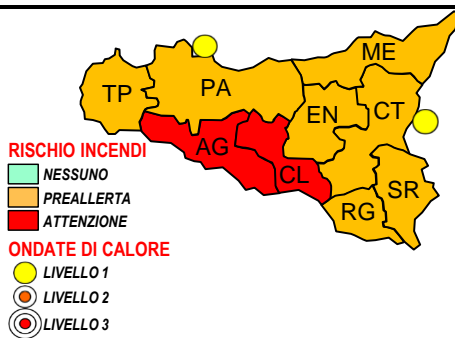 ME
PA
TP
EN
CT
AG
CL
SR
RG
RISCHIO INCENDI
NESSUNO
PREALLERTA
ATTENZIONE
ONDATE DI CALORE
LIVELLO 1
LIVELLO 2
LIVELLO 3